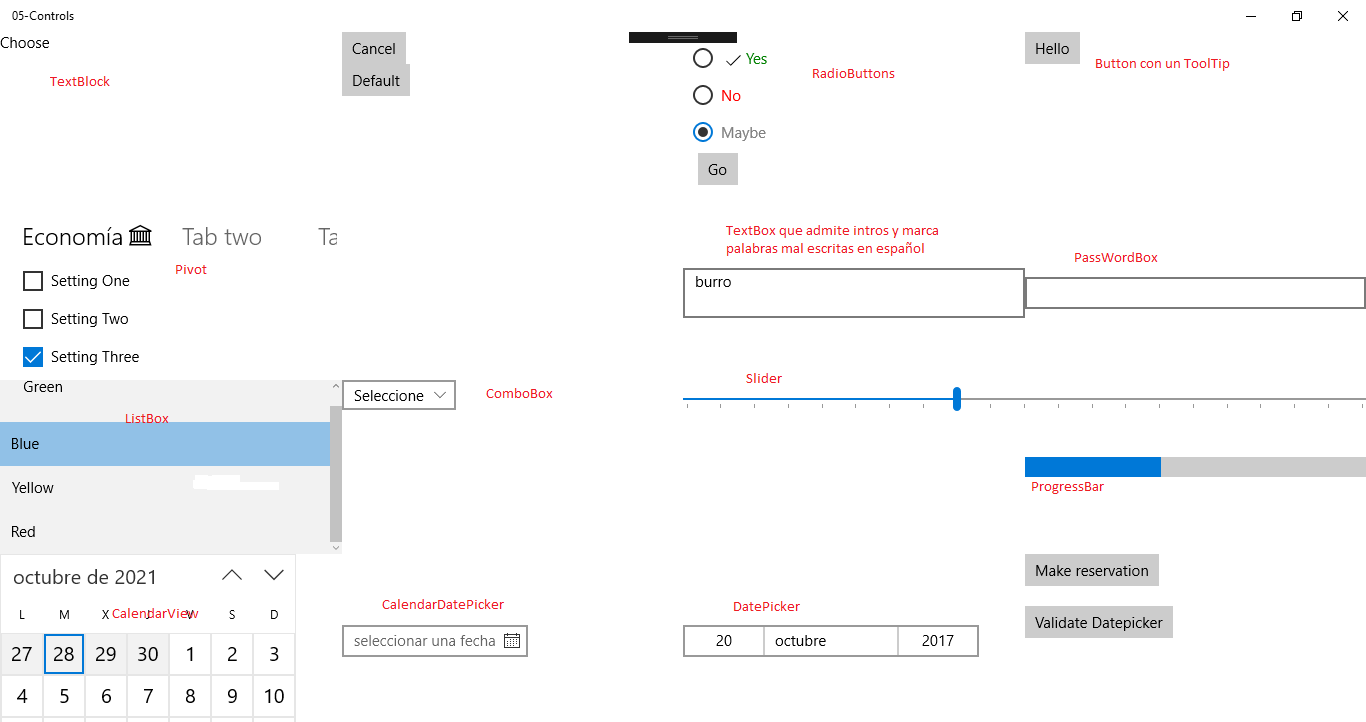 05-Controls
Choose
TextBlock
Cancel
Default
Yes
No
Maybe
Go
RadioButtons
Hello
Button con un ToolTip
Economía Tab two Ta
Pivot
Setting One
Setting Two
Setting Three
TextBox que admite intros y marca
palabras mal escritas en español
burro
PassWordBox
Green
ListBox
Blue
Yellow
Red
Seleccione
ComboBox
Slider
ProgressBar
octubre de 2021
L M X J V S D
CalendarView
27 28 29 30 1 2 3
4 5 6 7 8 9 10
CalendarDatePicker
seleccionar una fecha
DatePicker
20 octubre 2017
Make reservation
Validate Datepicker